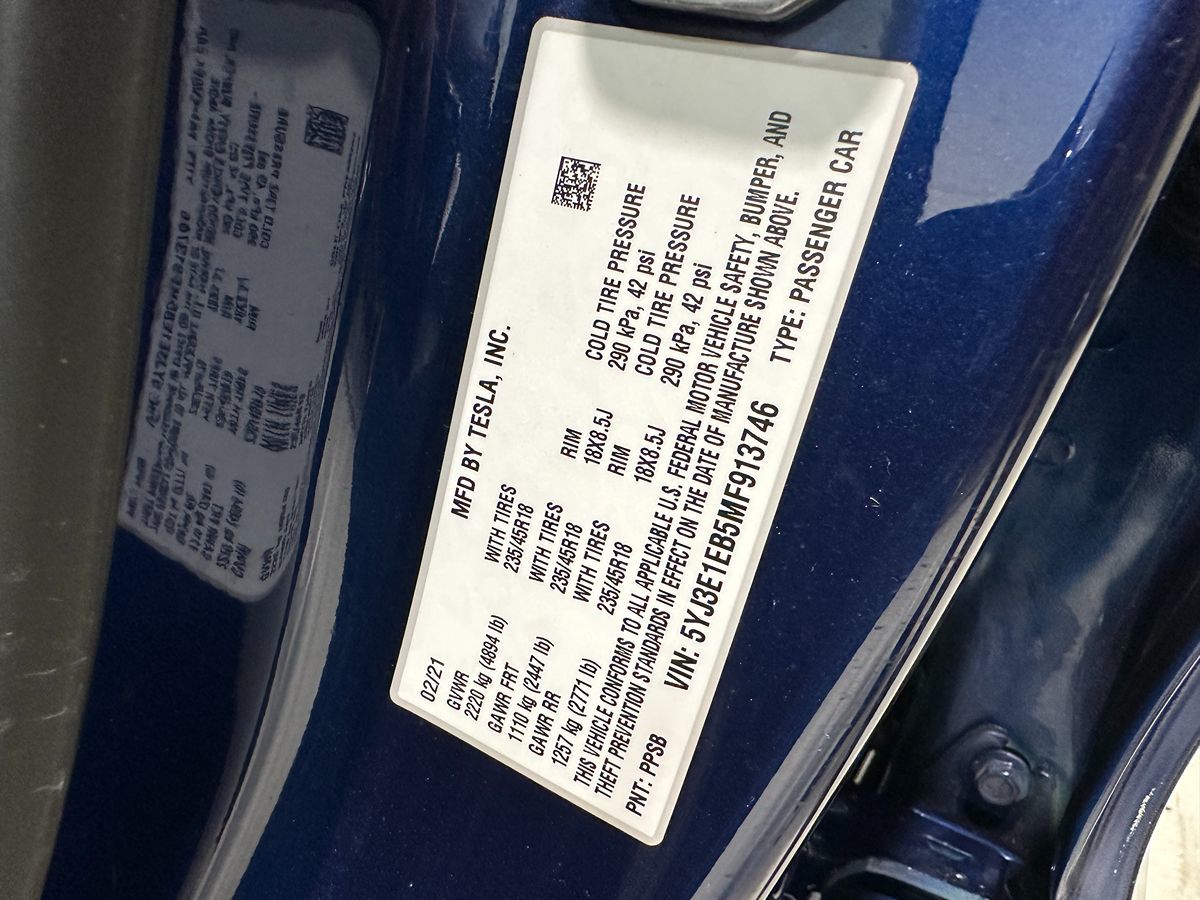 MFD BY TESLA, INC.
02/21
GVWR
2220 kg (4894 lb)
WITH TIRES
235/45R18
GAWR FRT
1110 kg (2447 lb)
WITH TIRES
235/45R18
RIM
18X8.5J
COLD TIRE PRESSURE
290 kPa, 42 psi
GAWR RR
1257 kg (2771 lb)
WITH TIRES
235/45R18
RIM
18X8.5J
COLD TIRE PRESSURE
290 kPa, 42 psi
THIS VEHICLE CONFORMS TO ALL APPLICABLE U.S. FEDERAL MOTOR VEHICLE SAFETY, BUMPER, AND
THEFT PREVENTION STANDARDS IN EFFECT ON THE DATE OF MANUFACTURE SHOWN ABOVE.
PNT: PPSB VIN: 5YJ3E1EB5MF913746 TYPE: PASSENGER CAR